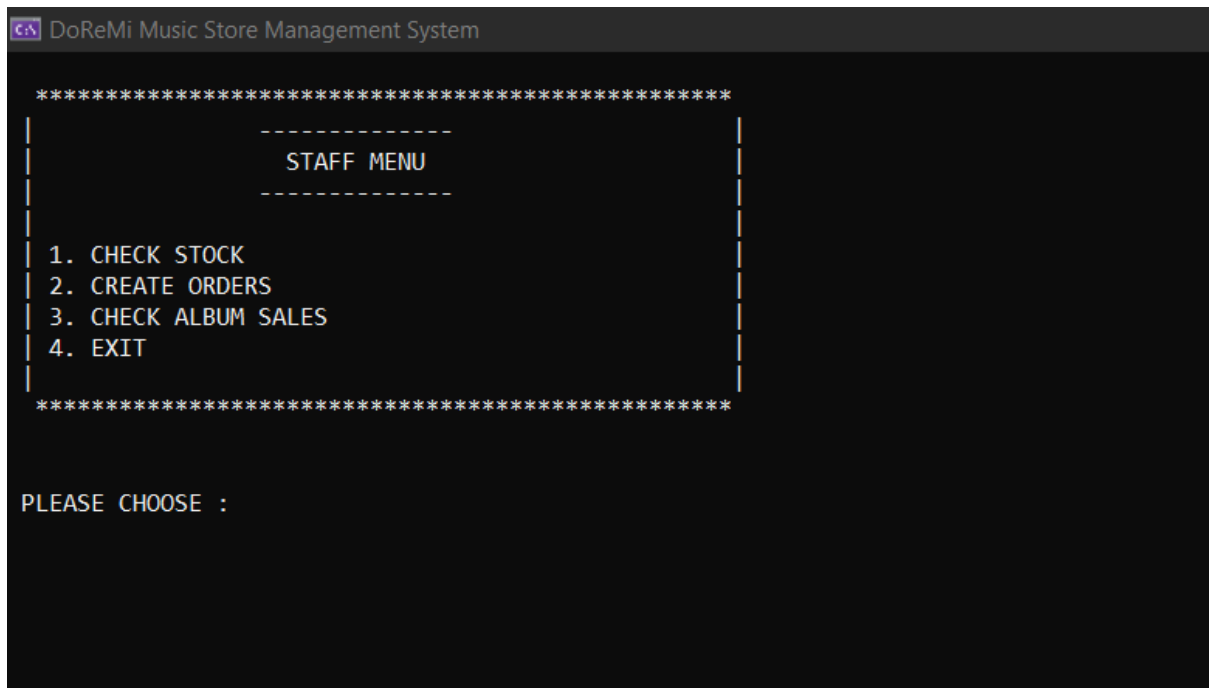 DoReMi Music Store Management System
**************************************************
| -------------- |
| STAFF MENU |
| -------------- |
| |
| 1. CHECK STOCK |
| 2. CREATE ORDERS |
| 3. CHECK ALBUM SALES |
| 4. EXIT |
| |
**************************************************
PLEASE CHOOSE :